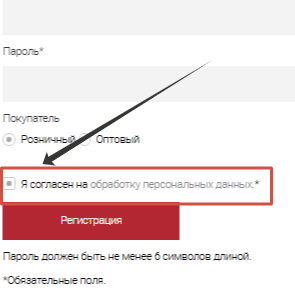 Пароль*
Покупатель
Розничный Оптовый
Я согласен на обработку персональных данных.*
Регистрация
Пароль должен быть не менее 6 символов длиной.
*Обязательные поля.